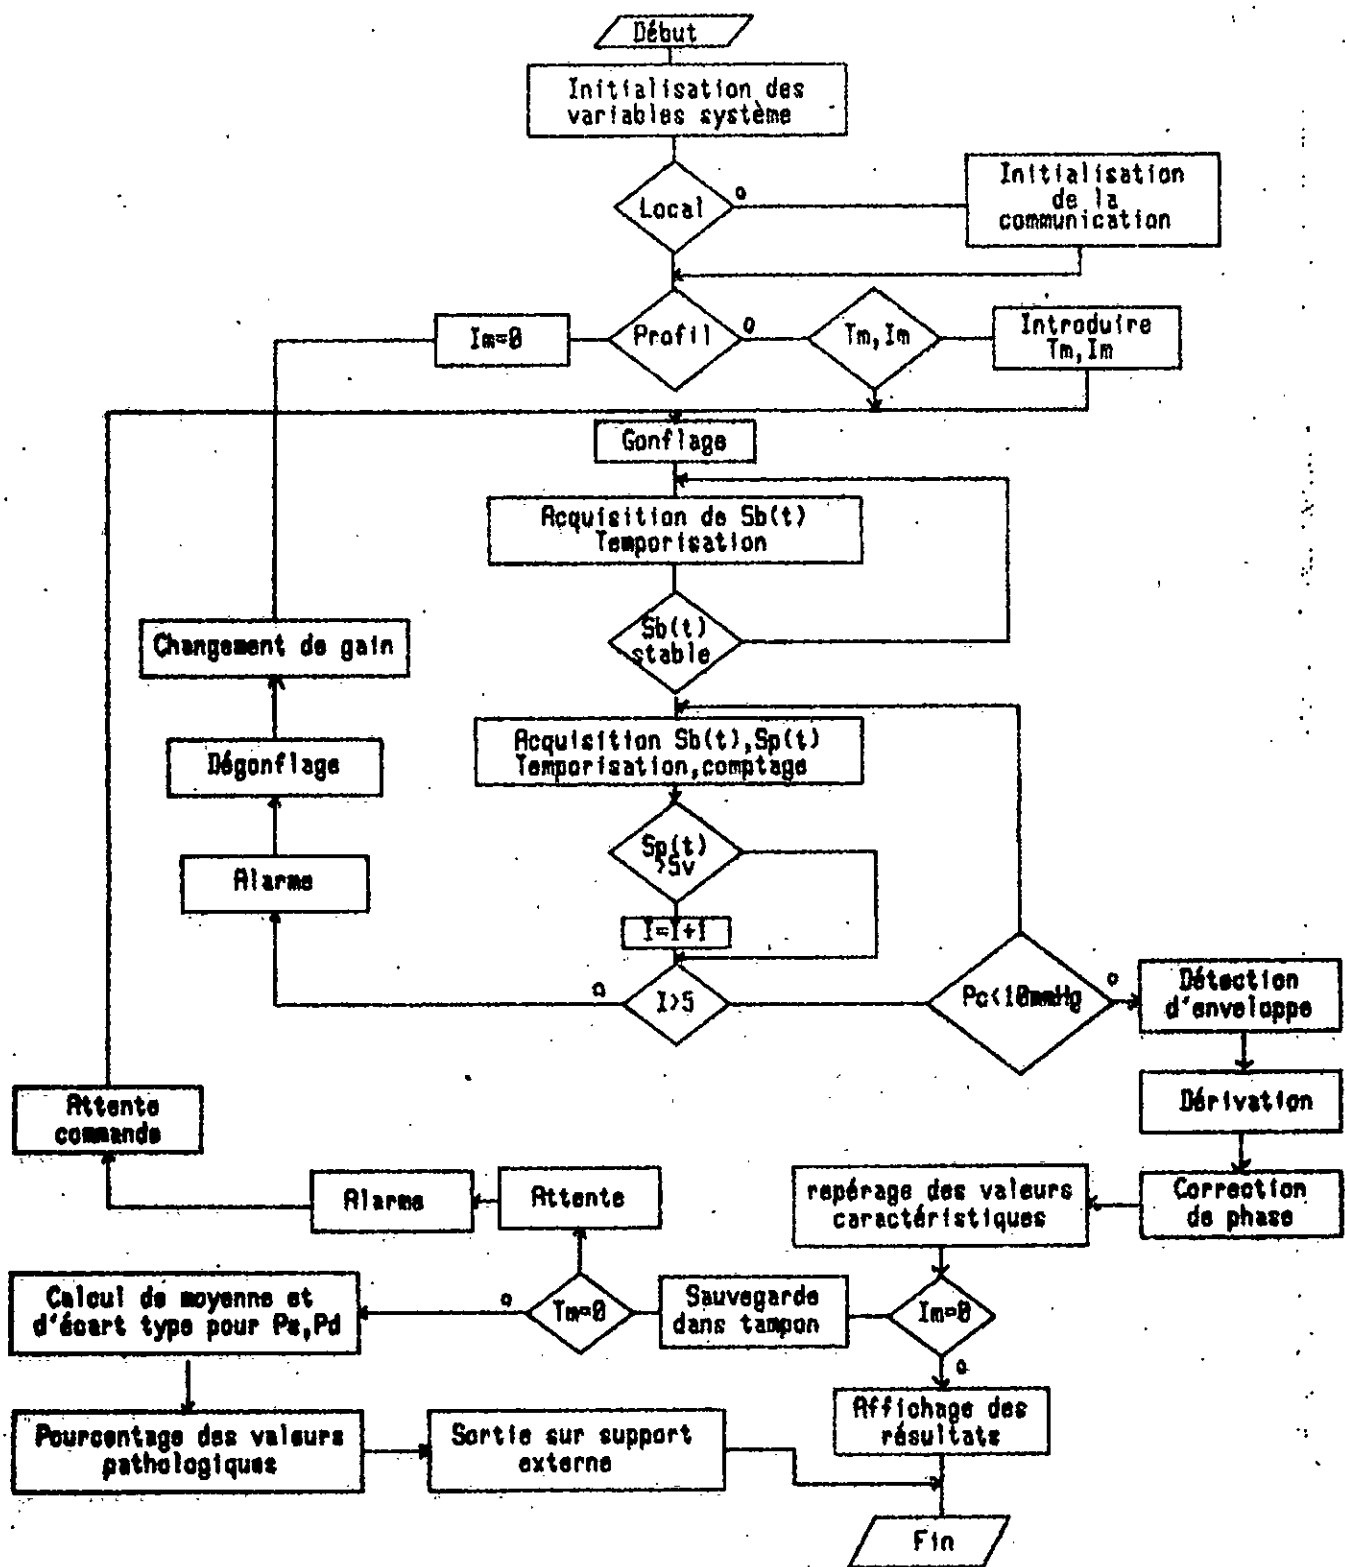 Début
Initialisation des
variables système
Local
o
Initialisation
de la
communication
Im=0
Profil
o
Tm,Im
Introduire
Tm,Im
Gonflage
Acquisition de Sb(t)
Temporisation
Sb(t)
stable
Changement de gain
Acquisition Sb(t),Sp(t)
Temporisation,comptage
Dégonflage
Sp(t)
>Sv
Alarme
I=I+1
o
I>5
Pc<10mmHg
o
Détection
d'enveloppe
Dérivation
Attente
commande
Alarme
Attente
repérage des valeurs
caractéristiques
Correction
de phase
Calcul de moyenne et
d'écart type pour Ps,Pd
o
Tm=0
Sauvegarde
dans tampon
Im=0
o
Pourcentage des valeurs
pathologiques
Sortie sur support
externe
Affichage des
résultats
Fin